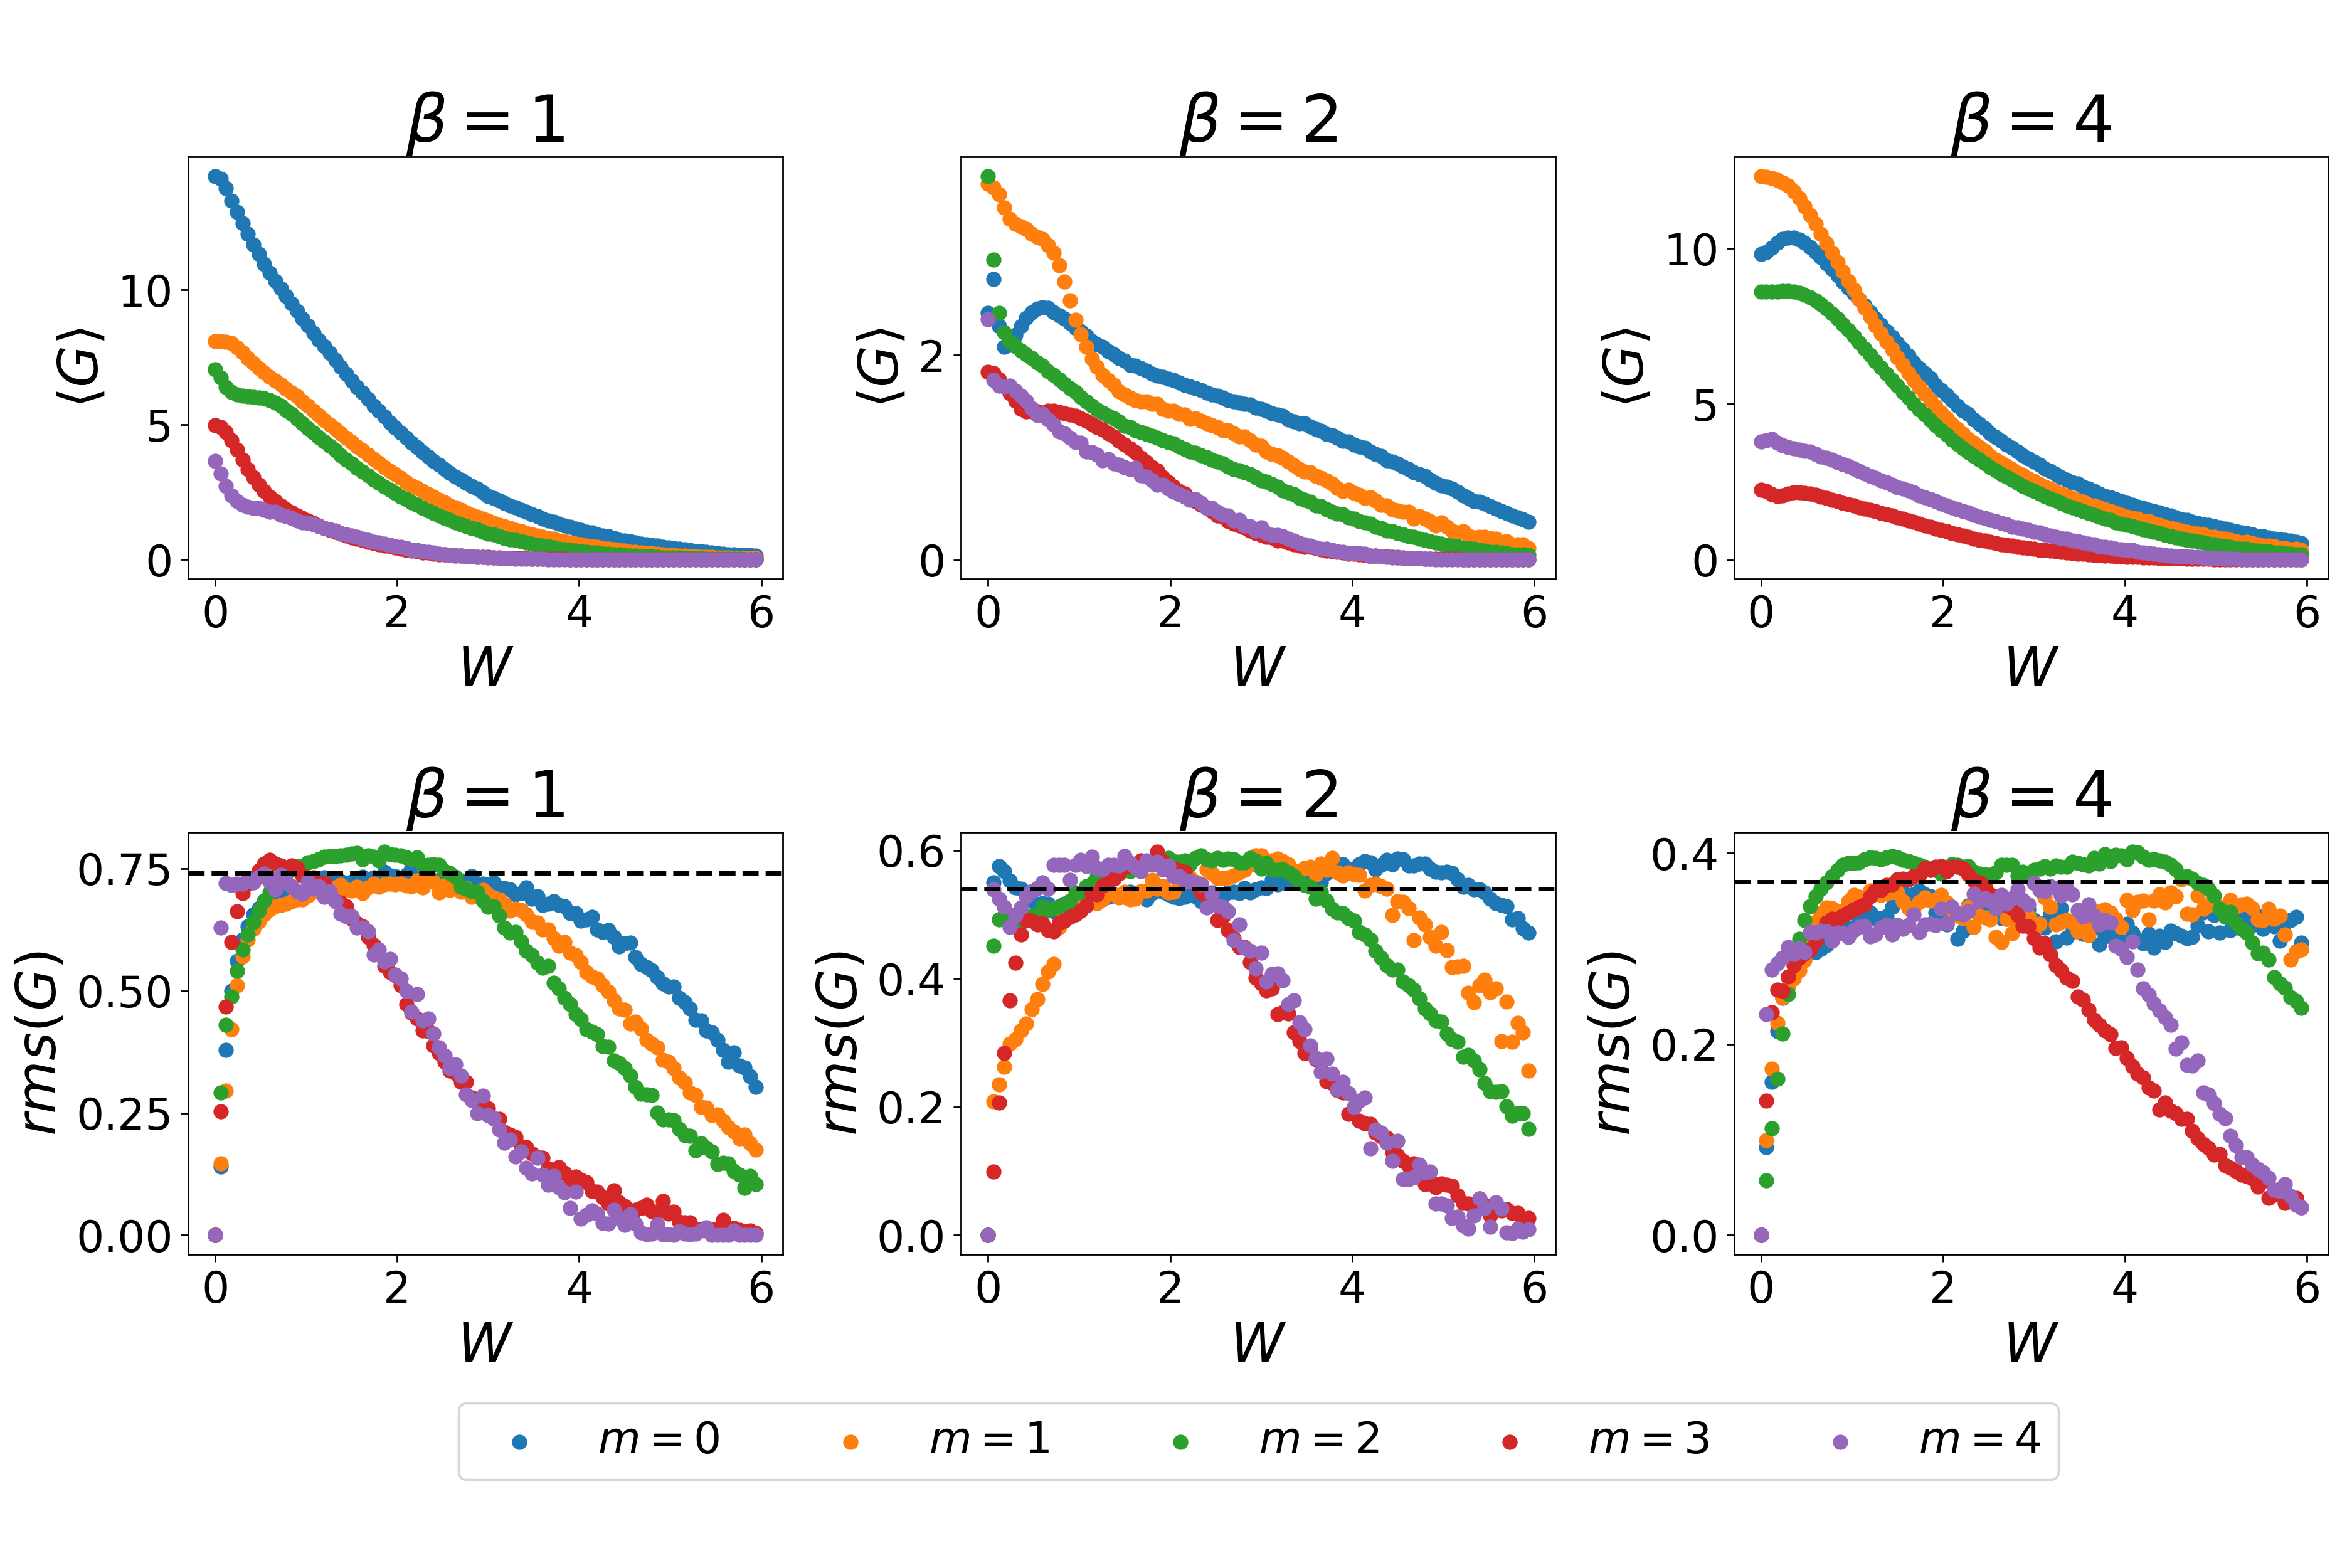 β = 1
β = 2
β = 4
⟨G⟩
10
5
0
0 2 4 6
W
⟨G⟩
2
0
0 2 4 6
W
⟨G⟩
10
5
0
0 2 4 6
W
β = 1
β = 2
β = 4
rms(G)
0.75
0.50
0.25
0.00
0 2 4 6
W
rms(G)
0.6
0.4
0.2
0.0
0 2 4 6
W
rms(G)
0.4
0.2
0.0
0 2 4 6
W
m = 0 m = 1 m = 2 m = 3 m = 4